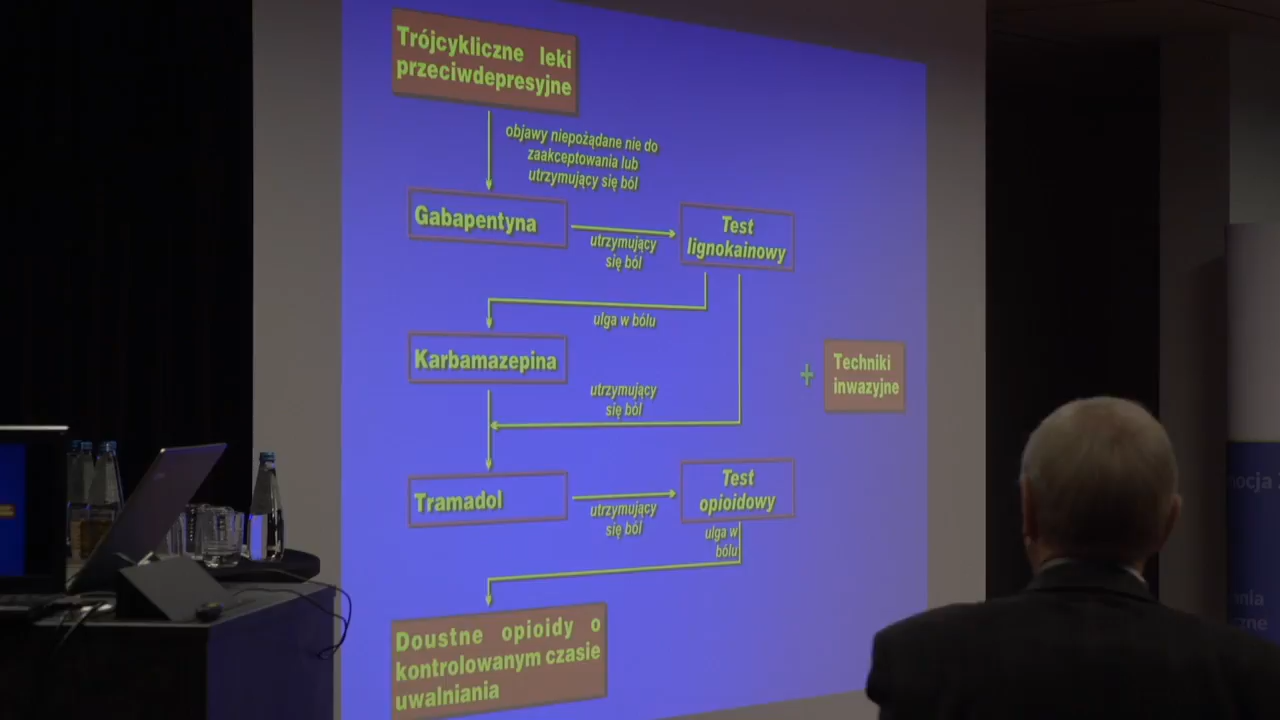 Trójcykliczne leki
przeciwdepresyjne
objawy niepożądane nie do
zaakceptowania lub
utrzymujący się ból
Gabapentyna
utrzymujący
się ból
Test
lignokainowy
ulga w bólu
Karbamazepina
utrzymujący
się ból
+
Techniki
inwazyjne
Tramadol
utrzymujący
się ból
Test
opioidowy
ulga w
bólu
Doustne opioidy o
kontrolowanym czasie
uwalniania